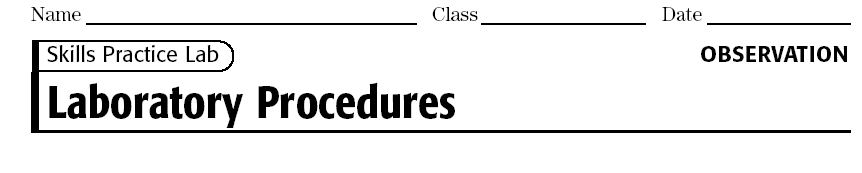 Name Class Date
Skills Practice Lab OBSERVATION
Laboratory Procedures